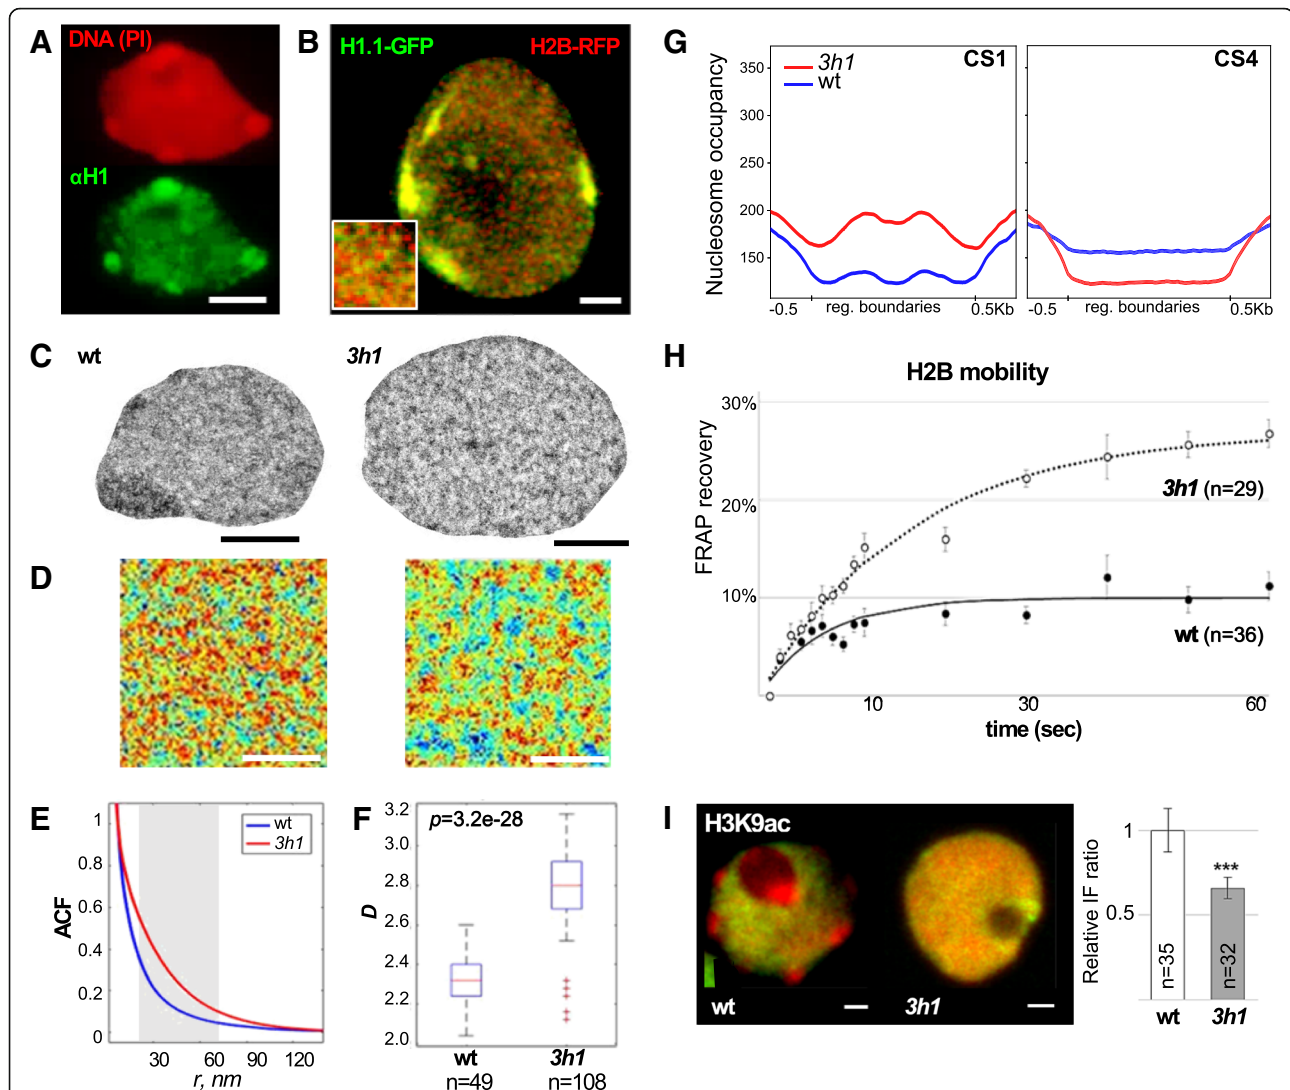 A
DNA (PI)
αH1
B
H1.1-GFP
H2B-RFP
C
wt
3h1
D
E
ACF
1
0.8
0.6
0.4
0.2
0
wt
3h1
30
60
90
120
r, nm
F
D
3.2
3.0
2.8
2.6
2.4
2.2
2.0
p=3.2e-28
wt
3h1
n=49
n=108
G
Nucleosome occupancy
350
300
250
200
150
3h1
wt
CS1
-0.5
reg. boundaries
0.5Kb
CS4
-0.5
reg. boundaries
0.5Kb
H
H2B mobility
FRAP recovery
30%
20%
10%
3h1 (n=29)
wt (n=36)
10
30
60
time (sec)
I
H3K9ac
wt
3h1
Relative IF ratio
1
0.5
***
n=35
n=32
wt
3h1